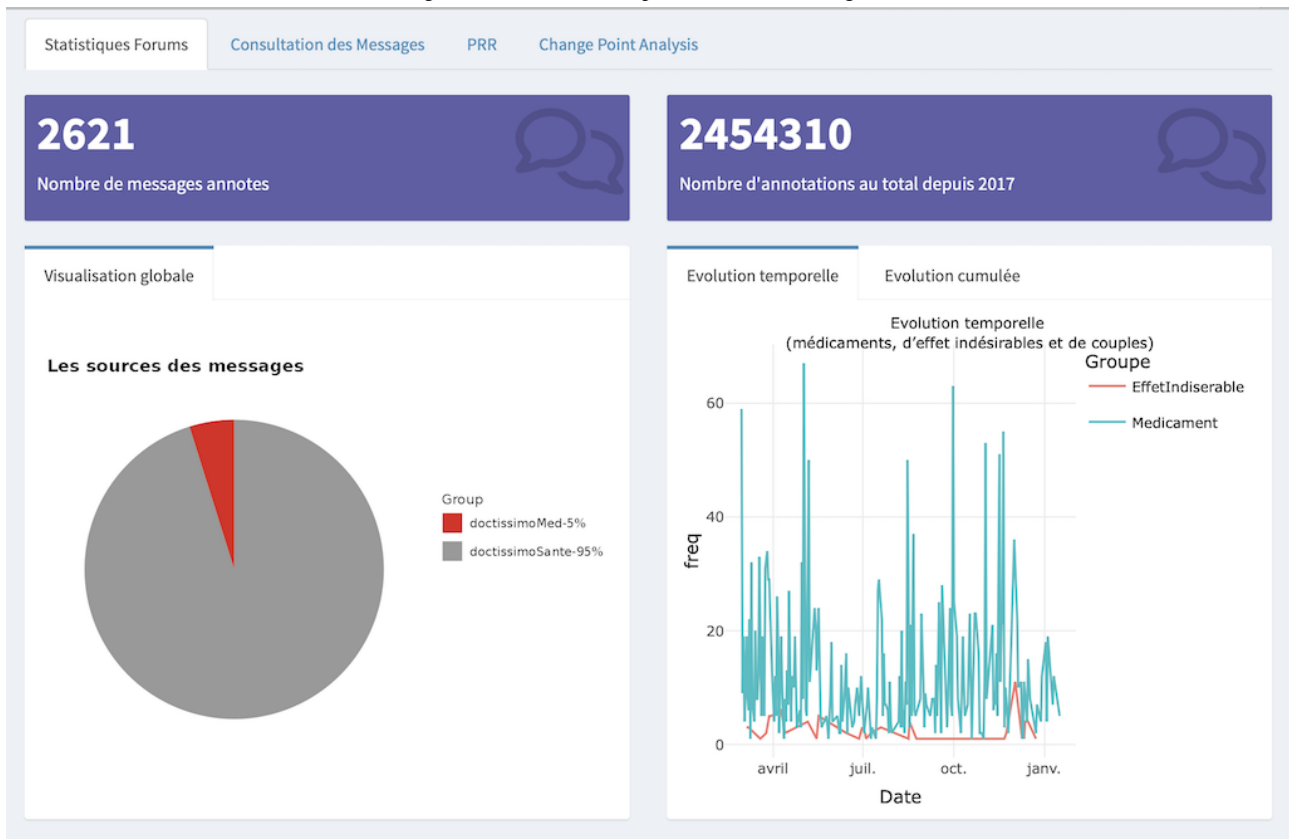 Statistiques Forums Consultation des Messages PRR Change Point Analysis
2621
Nombre de messages annotes
2454310
Nombre d'annotations au total depuis 2017
Visualisation globale
Les sources des messages
Group
doctissimoMed-5%
doctissimoSante-95%
Evolution temporelle Evolution cumulée
Evolution temporelle
(médicaments, d'effet indésirables et de couples)
Groupe
EffetIndiserable
Medicament
freq
60
40
20
0
avril juil. oct. janv.
Date